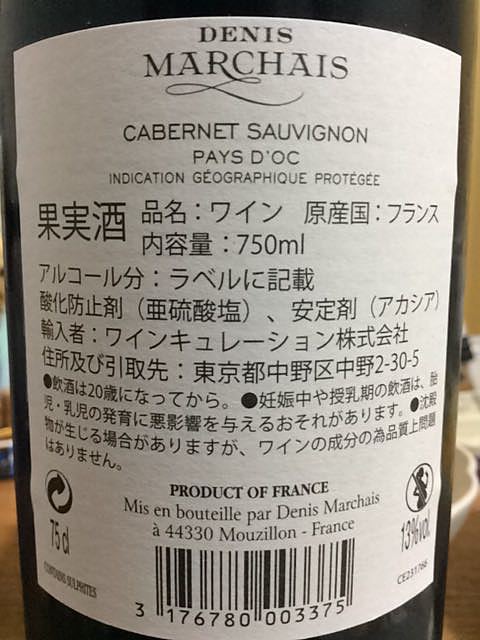 DENIS
MARCHAIS
CABERNET SAUVIGNON
PAYS D'OC
INDICATION GÉOGRAPHIQUE PROTÉGÉE
果実酒 品名：ワイン 原産国：フランス
内容量：750ml
アルコール分：ラベルに記載
酸化防止剤（亜硫酸塩）、安定剤（アカシア）
輸入者：ワインキュレーション株式会社
住所及び引取先：東京都中野区中野2-30-5
●飲酒は20歳になってから。●妊娠中や授乳期の飲酒は、胎
児・乳児の発育に悪影響を与えるおそれがあります。●沈殿
物が生じる場合がありますが、ワインの成分の為品質上問題
はありません。
PRODUCT OF FRANCE
Mis en bouteille par Denis Marchais
à 44330 Mouzillon - France
75 cl
13%vol.
CONTAINS SULPHITES
CE231766
3 176780 003375